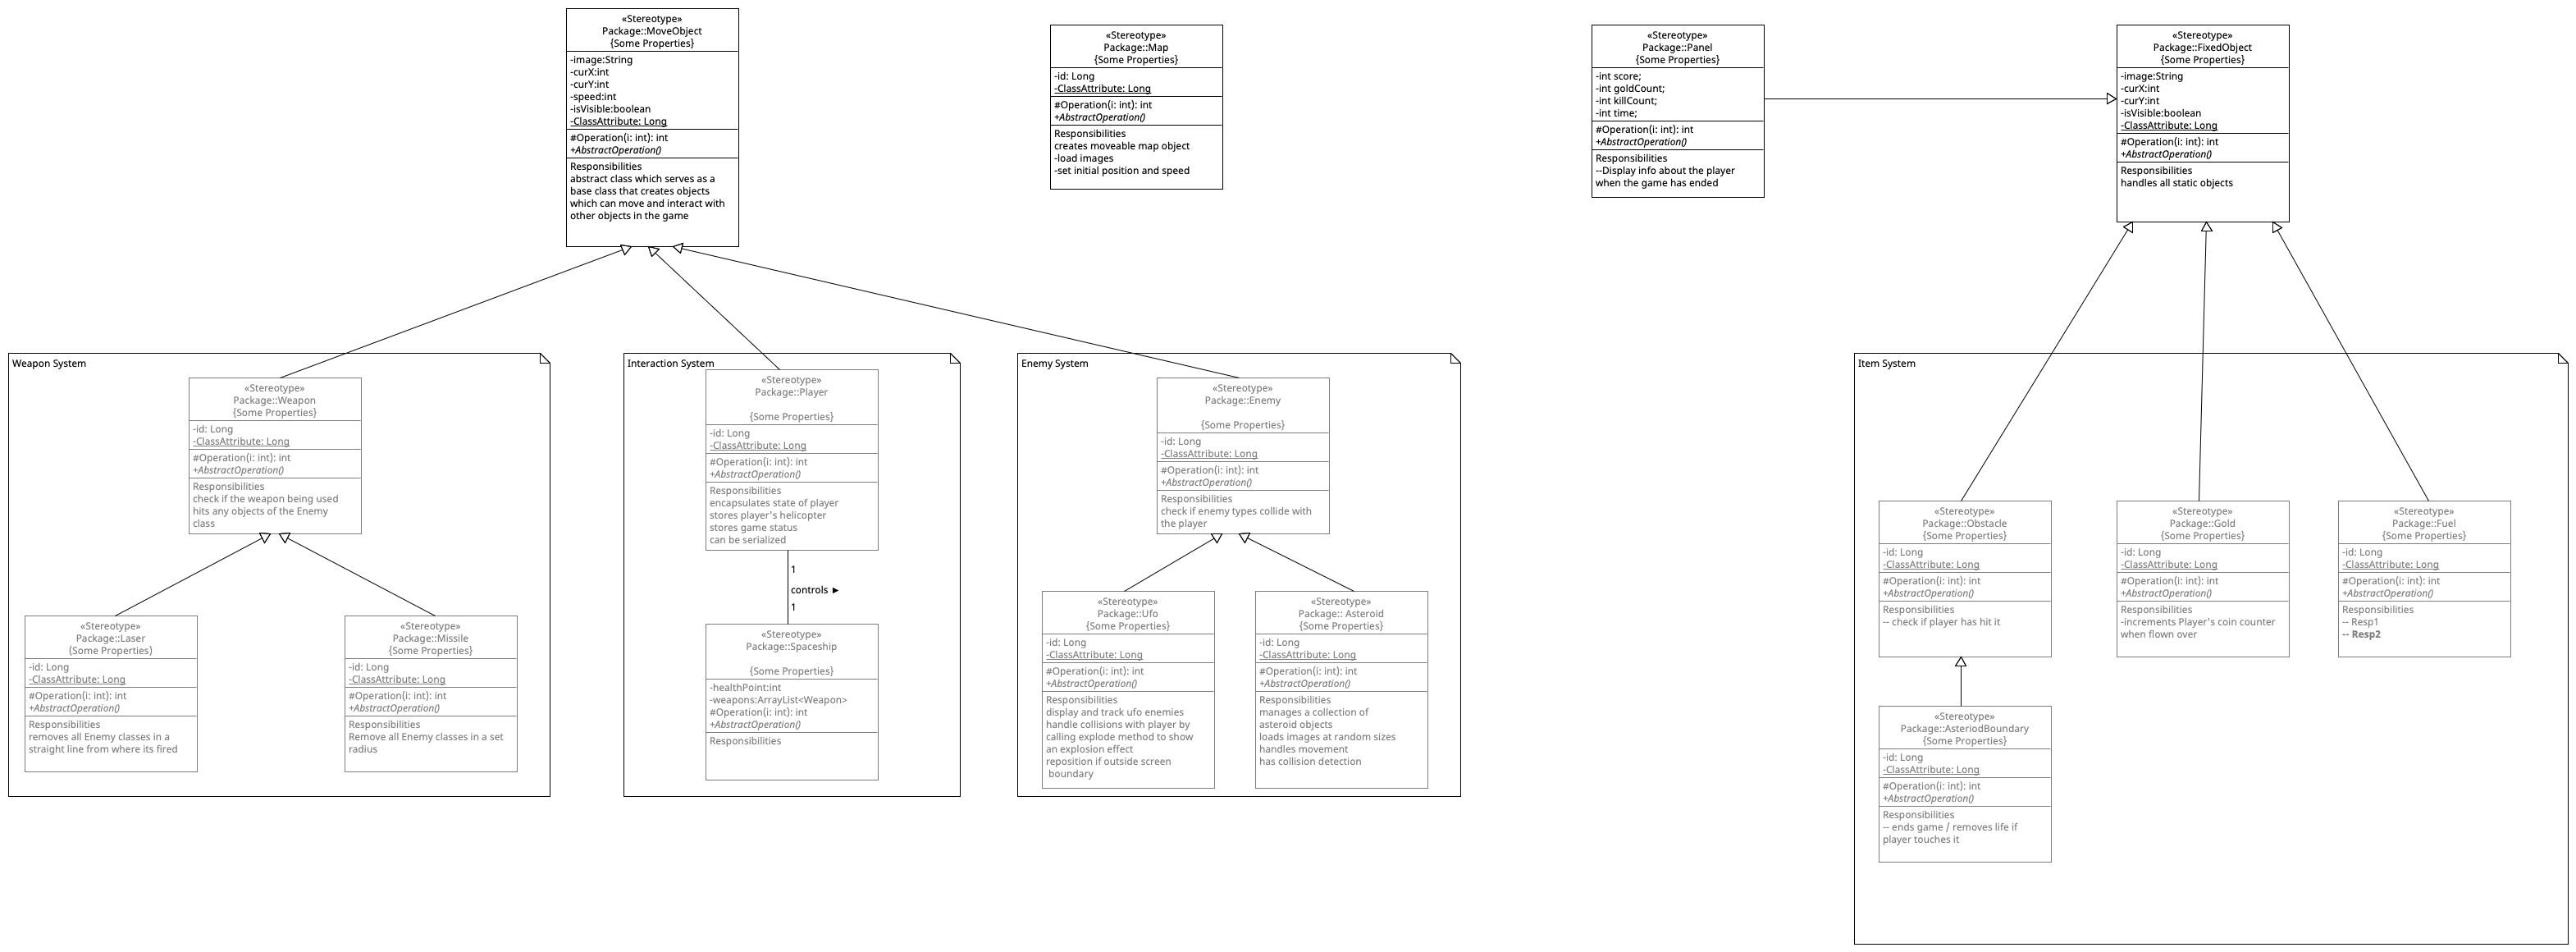 «Stereotype»
Package::MoveObject
{Some Properties}
-image:String
-curX:int
-curY:int
-speed:int
-isVisible:boolean
-ClassAttribute: Long
#Operation(i: int): int
+AbstractOperation()
Responsibilities
abstract class which serves as a
base class that creates objects
which can move and interact with
other objects in the game
«Stereotype»
Package::Map
{Some Properties}
-id: Long
-ClassAttribute: Long
#Operation(i: int): int
+AbstractOperation()
Responsibilities
creates moveable map object
-load images
-set initial position and speed
«Stereotype»
Package::Panel
{Some Properties}
-int score;
-int goldCount;
-int killCount;
-int time;
#Operation(i: int): int
+AbstractOperation()
Responsibilities
--Display info about the player
when the game has ended
«Stereotype»
Package::FixedObject
{Some Properties}
-image:String
-curX:int
-curY:int
-isVisible:boolean
-ClassAttribute: Long
#Operation(i: int): int
+AbstractOperation()
Responsibilities
handles all static objects
Weapon System
«Stereotype»
Package::Weapon
{Some Properties}
-id: Long
-ClassAttribute: Long
#Operation(i: int): int
+AbstractOperation()
Responsibilities
check if the weapon being used
hits any objects of the Enemy
class
«Stereotype»
Package::Laser
{Some Properties}
-id: Long
-ClassAttribute: Long
#Operation(i: int): int
+AbstractOperation()
Responsibilities
removes all Enemy classes in a
straight line from where its fired
«Stereotype»
Package::Missile
{Some Properties}
-id: Long
-ClassAttribute: Long
#Operation(i: int): int
+AbstractOperation()
Responsibilities
Remove all Enemy classes in a set
radius
Interaction System
«Stereotype»
Package::Player
{Some Properties}
-id: Long
-ClassAttribute: Long
#Operation(i: int): int
+AbstractOperation()
Responsibilities
encapsulates state of player
stores player's helicopter
stores game status
can be serialized
1
controls ►
1
«Stereotype»
Package::Spaceship
{Some Properties}
-healthPoint:int
-weapons:ArrayList<Weapon>
#Operation(i: int): int
+AbstractOperation()
Responsibilities
Enemy System
«Stereotype»
Package::Enemy
{Some Properties}
-id: Long
-ClassAttribute: Long
#Operation(i: int): int
+AbstractOperation()
Responsibilities
check if enemy types collide with
the player
«Stereotype»
Package::Ufo
{Some Properties}
-id: Long
-ClassAttribute: Long
#Operation(i: int): int
+AbstractOperation()
Responsibilities
display and track ufo enemies
handle collisions with player by
calling explode method to show
an explosion effect
reposition if outside screen
boundary
«Stereotype»
Package:: Asteroid
{Some Properties}
-id: Long
-ClassAttribute: Long
#Operation(i: int): int
+AbstractOperation()
Responsibilities
manages a collection of
asteroid objects
loads images at random sizes
handles movement
has collision detection
Item System
«Stereotype»
Package::Obstacle
{Some Properties}
-id: Long
-ClassAttribute: Long
#Operation(i: int): int
+AbstractOperation()
Responsibilities
-- check if player has hit it
«Stereotype»
Package::Gold
{Some Properties}
-id: Long
-ClassAttribute: Long
#Operation(i: int): int
+AbstractOperation()
Responsibilities
-increments Player's coin counter
when flown over
«Stereotype»
Package::Fuel
{Some Properties}
-id: Long
-ClassAttribute: Long
#Operation(i: int): int
+AbstractOperation()
Responsibilities
-- Resp1
-- Resp2
«Stereotype»
Package::AsteriodBoundary
{Some Properties}
-id: Long
-ClassAttribute: Long
#Operation(i: int): int
+AbstractOperation()
Responsibilities
-- ends game / removes life if
player touches it